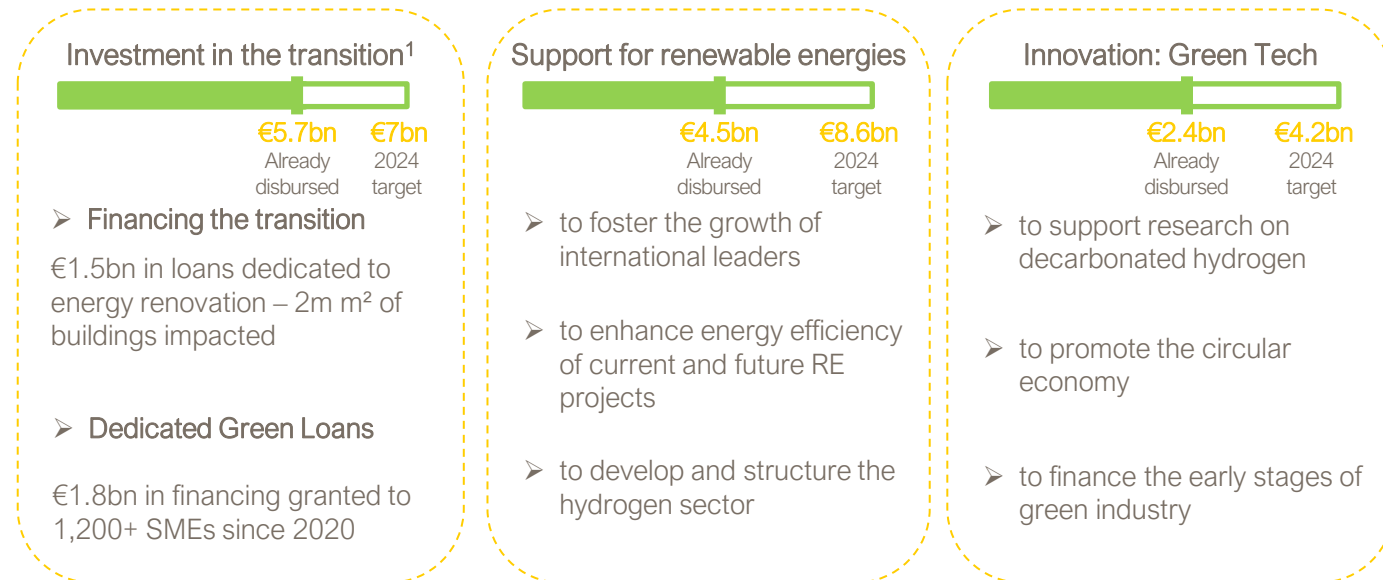 Investment in the transition¹
€5.7bn
€7bn
Already
disbursed
2024
target
➢ Financing the transition
€1.5bn in loans dedicated to
energy renovation – 2m m² of
buildings impacted
➢ Dedicated Green Loans
€1.8bn in financing granted to
1,200+ SMEs since 2020
Support for renewable energies
€4.5bn
€8.6bn
Already
disbursed
2024
target
➢ to foster the growth of
international leaders
➢ to enhance energy efficiency
of current and future RE
projects
➢ to develop and structure the
hydrogen sector
Innovation: Green Tech
€2.4bn
€4.2bn
Already
disbursed
2024
target
➢ to support research on
decarbonated hydrogen
➢ to promote the circular
economy
➢ to finance the early stages of
green industry